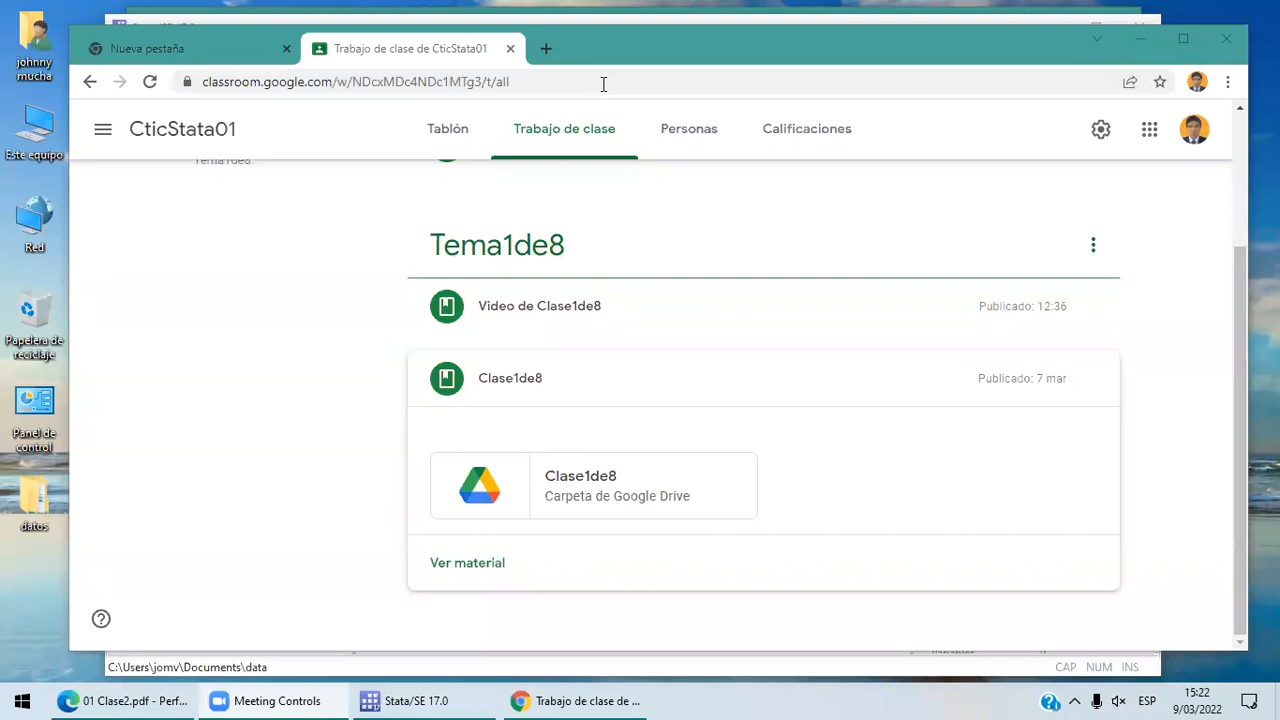 johnny
mucha
Este equipo
Red
Papelera de
reciclaje
Panel de
control
datos
Nueva pestaña
Trabajo de clase de CticStata01
classroom.google.com/w/NDcxMDc4NDc1MTg3/t/all
CticStata01
Tablón
Trabajo de clase
Personas
Calificaciones
Tema1de8
Tema1de8
Video de Clase1de8
Publicado: 12:36
Clase1de8
Publicado: 7 mar
Clase1de8
Carpeta de Google Drive
Ver material
C:\Users\jomv\Documents\data
CAP NUM INS
01 Clase2.pdf - Perf...
Meeting Controls
Stata/SE 17.0
Trabajo de clase de ...
ESP
15:22
9/03/2022